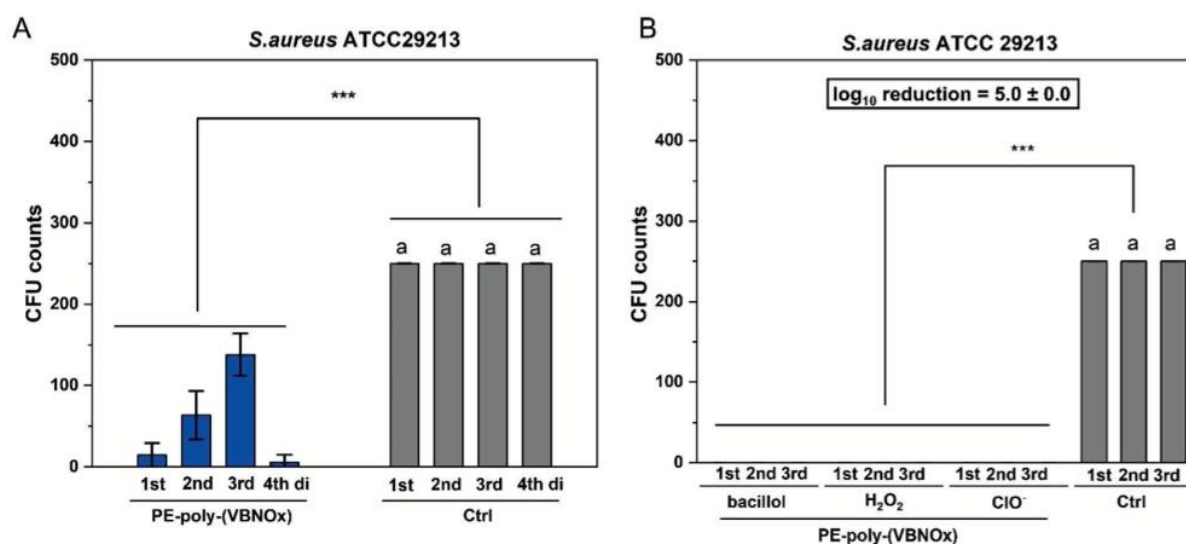 A
S.aureus ATCC29213
500
400
300
200
100
0
CFU counts
***
a a a a
1st 2nd 3rd 4th di
PE-poly-(VBNOx)
1st 2nd 3rd 4th di
Ctrl
B
S.aureus ATCC 29213
500
400
300
200
100
0
CFU counts
log₁₀ reduction = 5.0 ± 0.0
***
a a a
1st 2nd 3rd
bacillol
1st 2nd 3rd
H₂O₂
1st 2nd 3rd
ClO⁻
1st 2nd 3rd
Ctrl
PE-poly-(VBNOx)